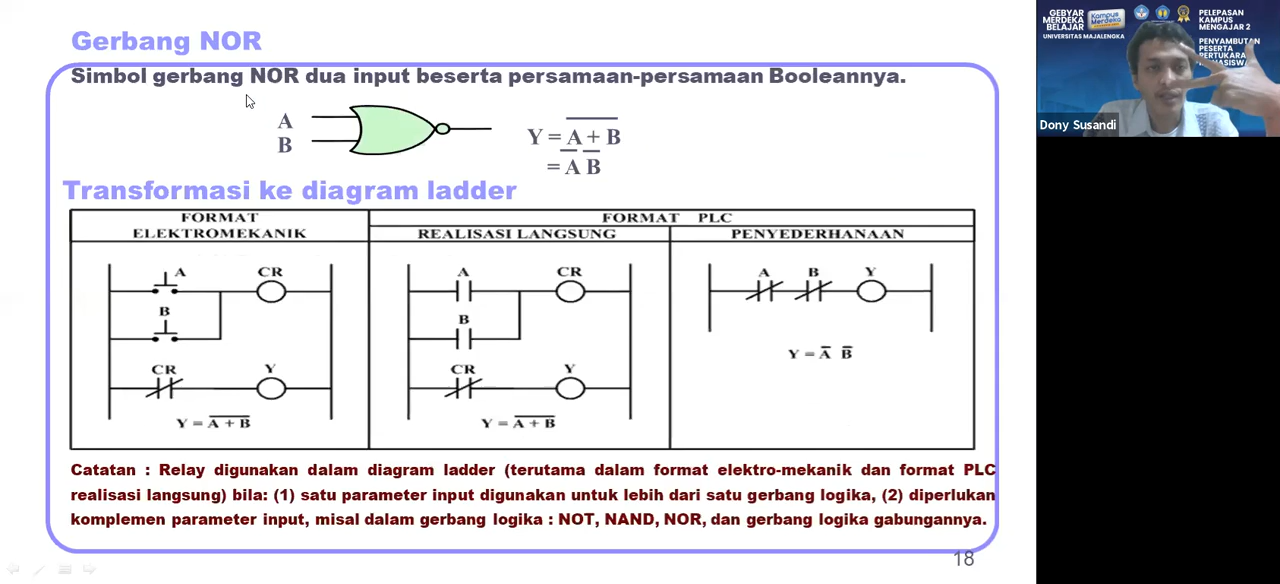 Gerbang NOR
Simbol gerbang NOR dua input beserta persamaan-persamaan Booleannya.
A
B
Y = A + B
= A B
Transformasi ke diagram ladder
FORMAT
ELEKTROMEKANIK
FORMAT PLC
REALISASI LANGSUNG
PENYEDERHANAAN
A
CR
B
CR
Y
Y = A + B
A
CR
B
CR
Y
Y = A + B
A
B
Y
Y = A B
Catatan : Relay digunakan dalam diagram ladder (terutama dalam format elektro-mekanik dan format PLC
realisasi langsung) bila: (1) satu parameter input digunakan untuk lebih dari satu gerbang logika, (2) diperlukan
komplemen parameter input, misal dalam gerbang logika : NOT, NAND, NOR, dan gerbang logika gabungannya.
18
GEBYAR
MERDEKA
BELAJAR
UNIVERSITAS MAJALENGKA
Kampus
Merdeka
PELEPASAN
KAMPUS
MENGAJAR 2
PENYAMBUTAN
PESERTA
PERTUKARA
Dony Susandi